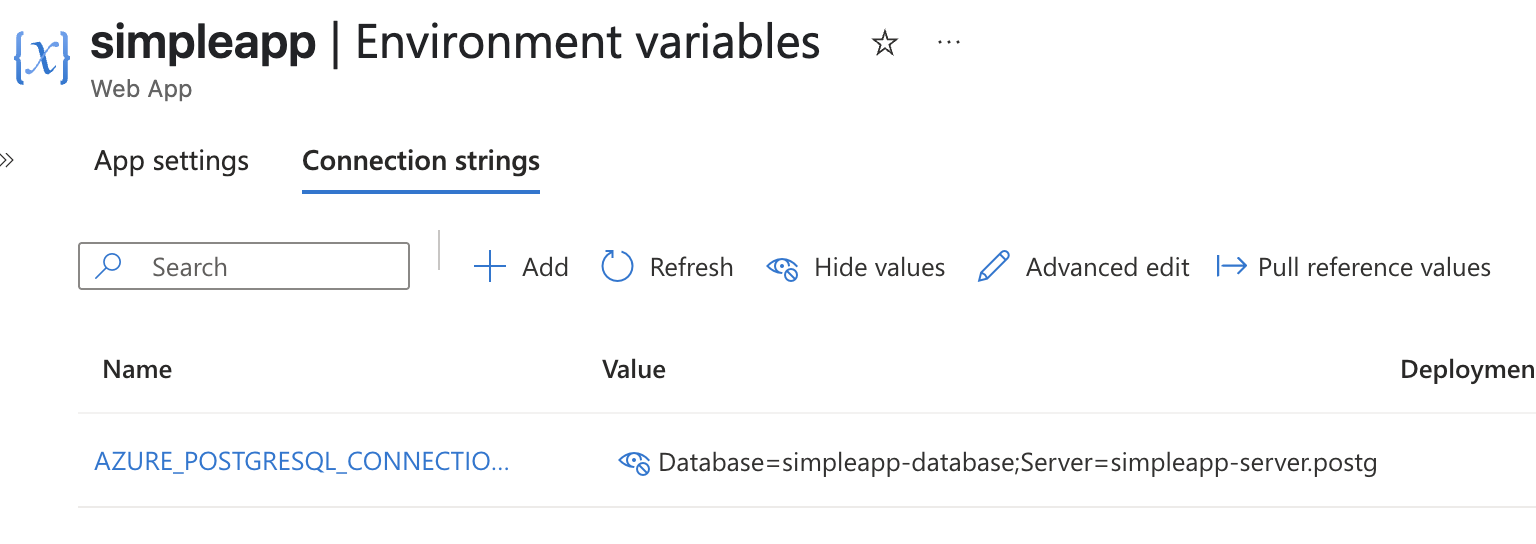 simpleapp | Environment variables
Web App
App settings
Connection strings
Search
Add
Refresh
Hide values
Advanced edit
Pull reference values
Name
Value
Deploymen
AZURE_POSTGRESQL_CONNECTIO...
Database=simpleapp-database;Server=simpleapp-server.postg